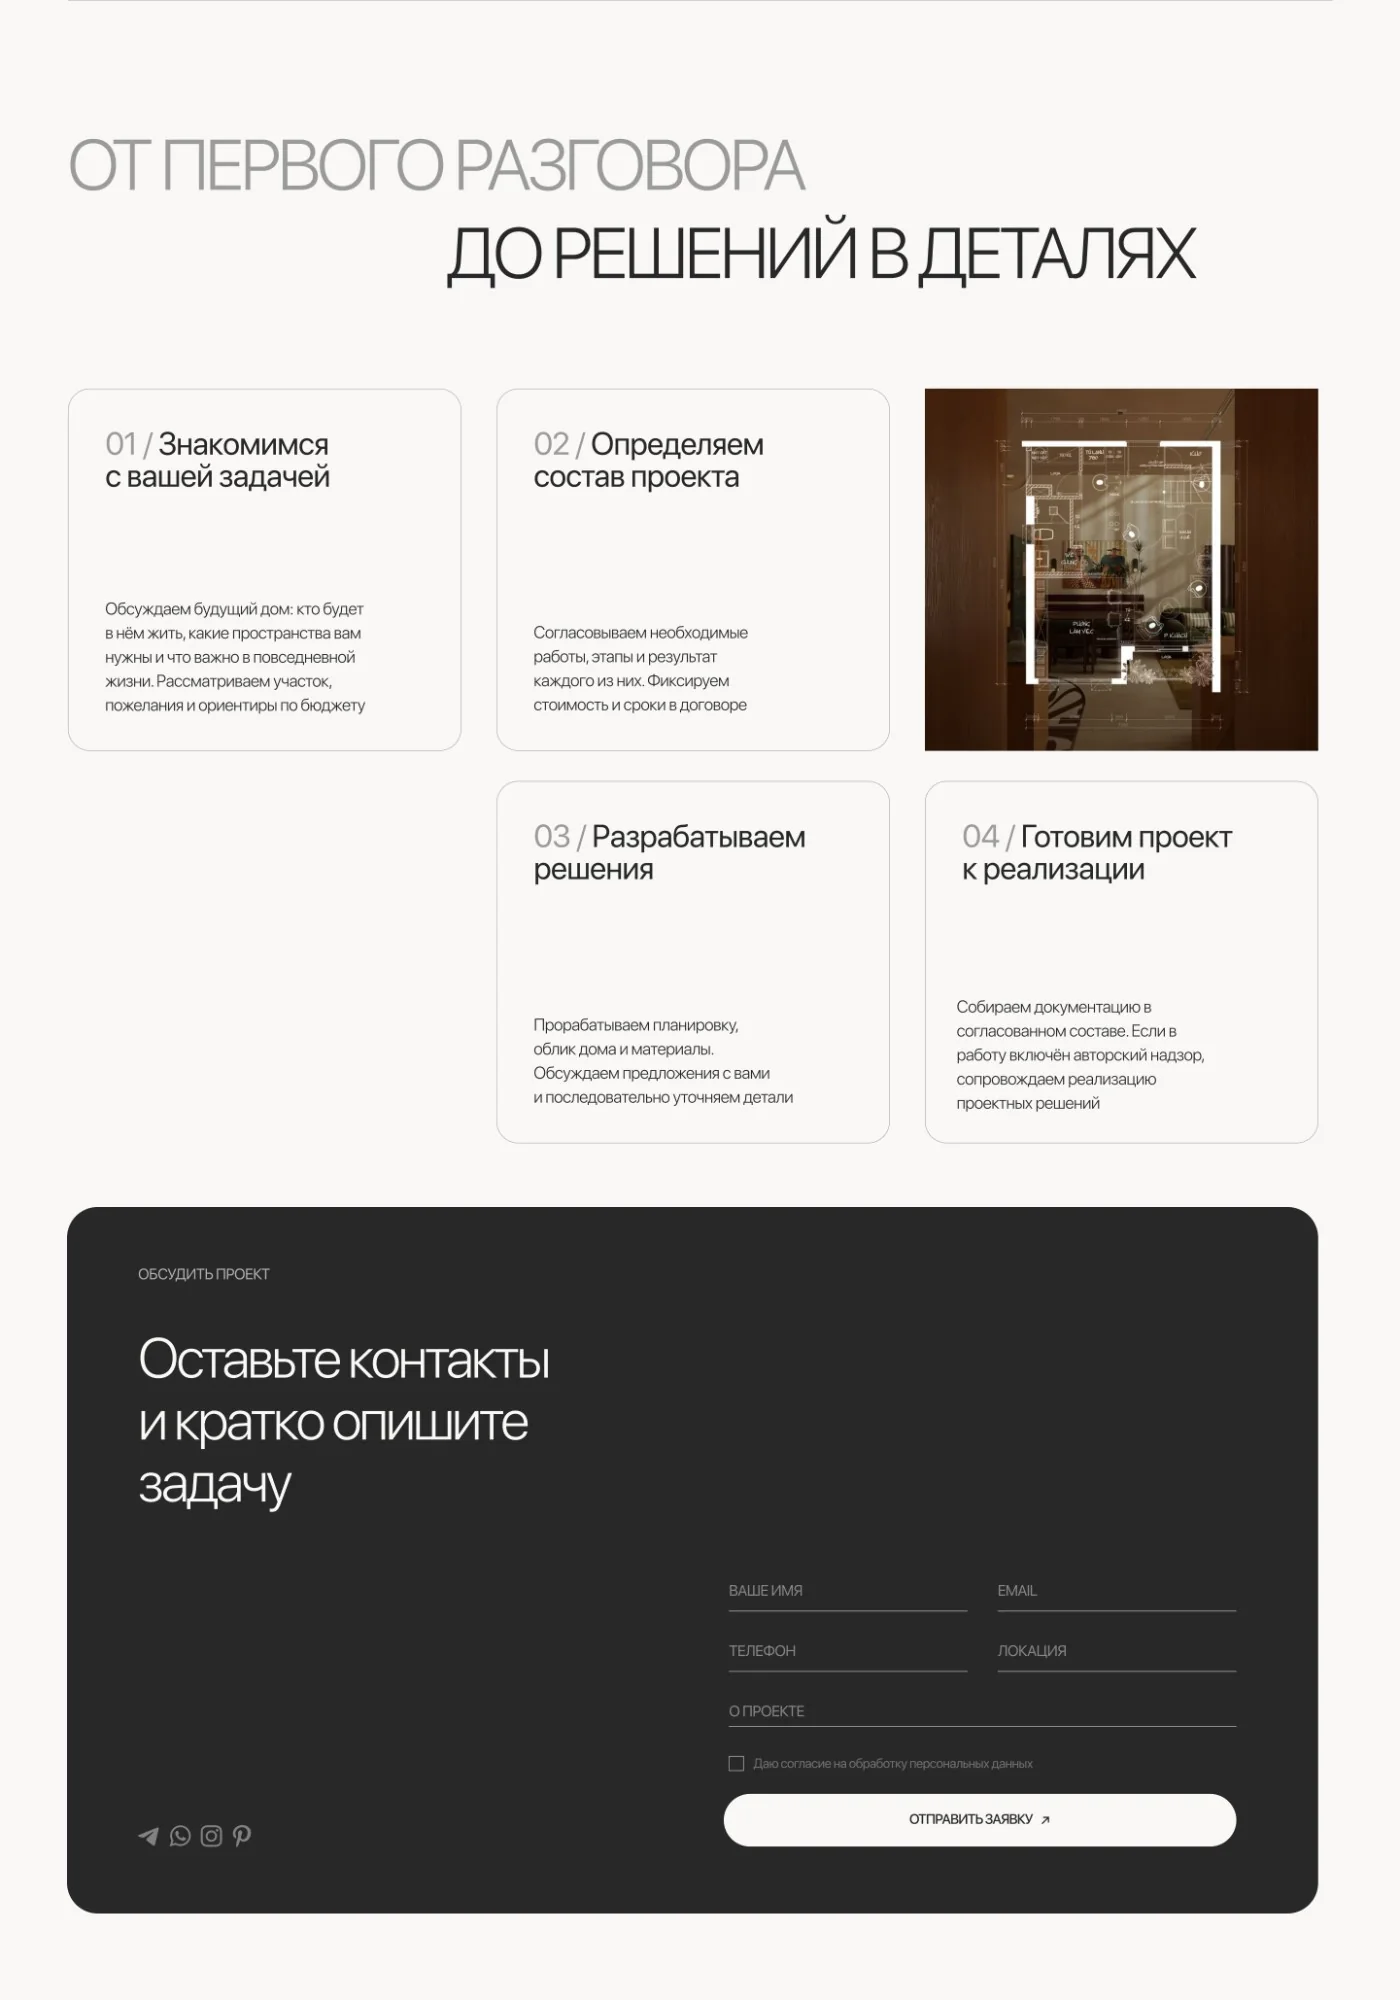 ОТ ПЕРВОГО РАЗГОВОРА
ДО РЕШЕНИЙ В ДЕТАЛЯХ
01 / Знакомимся
с вашей задачей
Обсуждаем будущий дом: кто будет
в нём жить, какие пространства вам
нужны и что важно в повседневной
жизни. Рассматриваем участок,
пожелания и ориентиры по бюджету
02 / Определяем
состав проекта
Согласовываем необходимые
работы, этапы и результат
каждого из них. Фиксируем
стоимость и сроки в договоре
03 / Разрабатываем
решения
Прорабатываем планировку,
облик дома и материалы.
Обсуждаем предложения с вами
и последовательно уточняем детали
04 / Готовим проект
к реализации
Собираем документацию в
согласованном составе. Если в
работу включён авторский надзор,
сопровождаем реализацию
проектных решений
ОБСУДИТЬ ПРОЕКТ
Оставьте контакты
и кратко опишите
задачу
ВАШЕ ИМЯ
EMAIL
ТЕЛЕФОН
ЛОКАЦИЯ
О ПРОЕКТЕ
Даю согласие на обработку персональных данных
ОТПРАВИТЬ ЗАЯВКУ